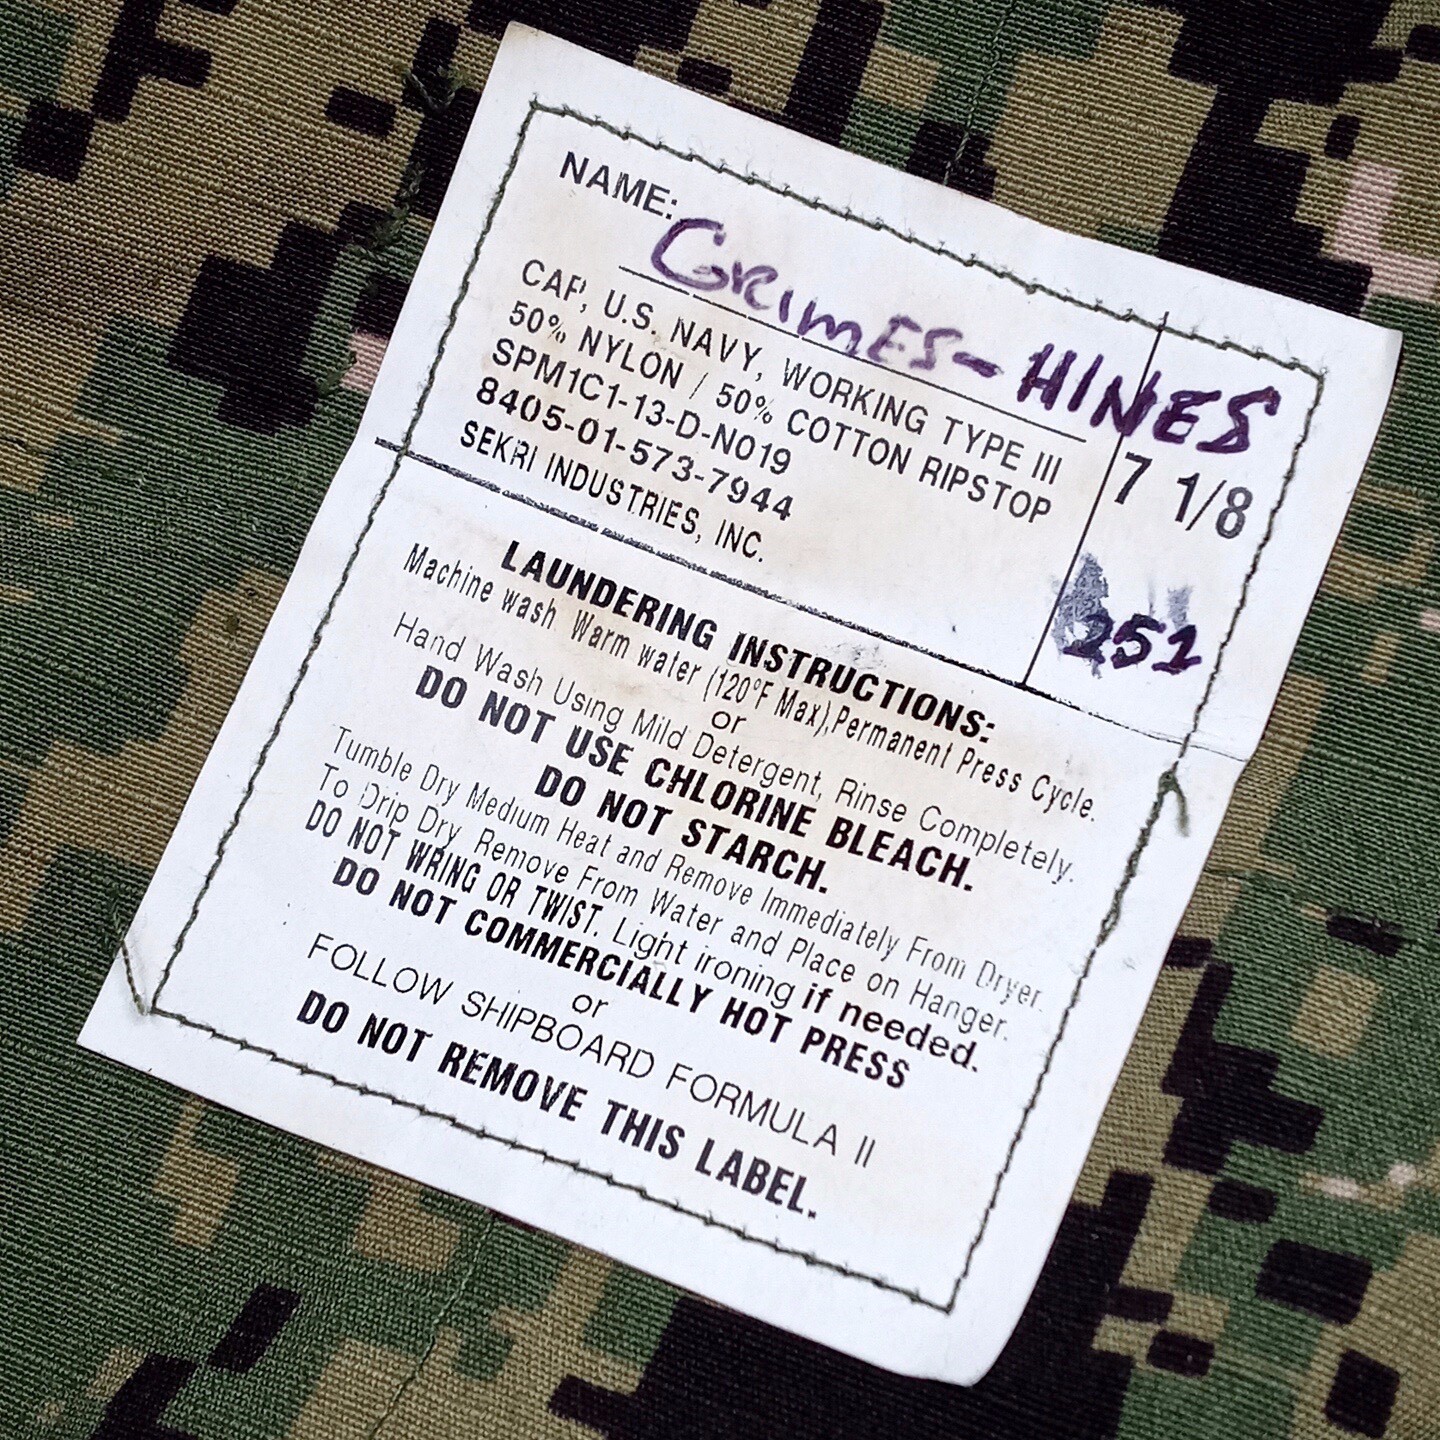 NAME: GRIMES-HINES
CAP, U.S. NAVY, WORKING TYPE III
50% NYLON / 50% COTTON RIPSTOP
SPM1C1-13-D-N019
8405-01-573-7944
SEKRI INDUSTRIES, INC.
7 1/8
251
LAUNDERING INSTRUCTIONS:
Machine wash Warm water (120°F Max),Permanent Press Cycle.
or
Hand Wash Using Mild Detergent, Rinse Completely.
DO NOT USE CHLORINE BLEACH.
DO NOT STARCH.
Tumble Dry Medium Heat and Remove Immediately From Dryer.
To Drip Dry, Remove From Water and Place on Hanger.
DO NOT WRING OR TWIST. Light ironing if needed.
DO NOT COMMERCIALLY HOT PRESS
or
FOLLOW SHIPBOARD FORMULA II
DO NOT REMOVE THIS LABEL.